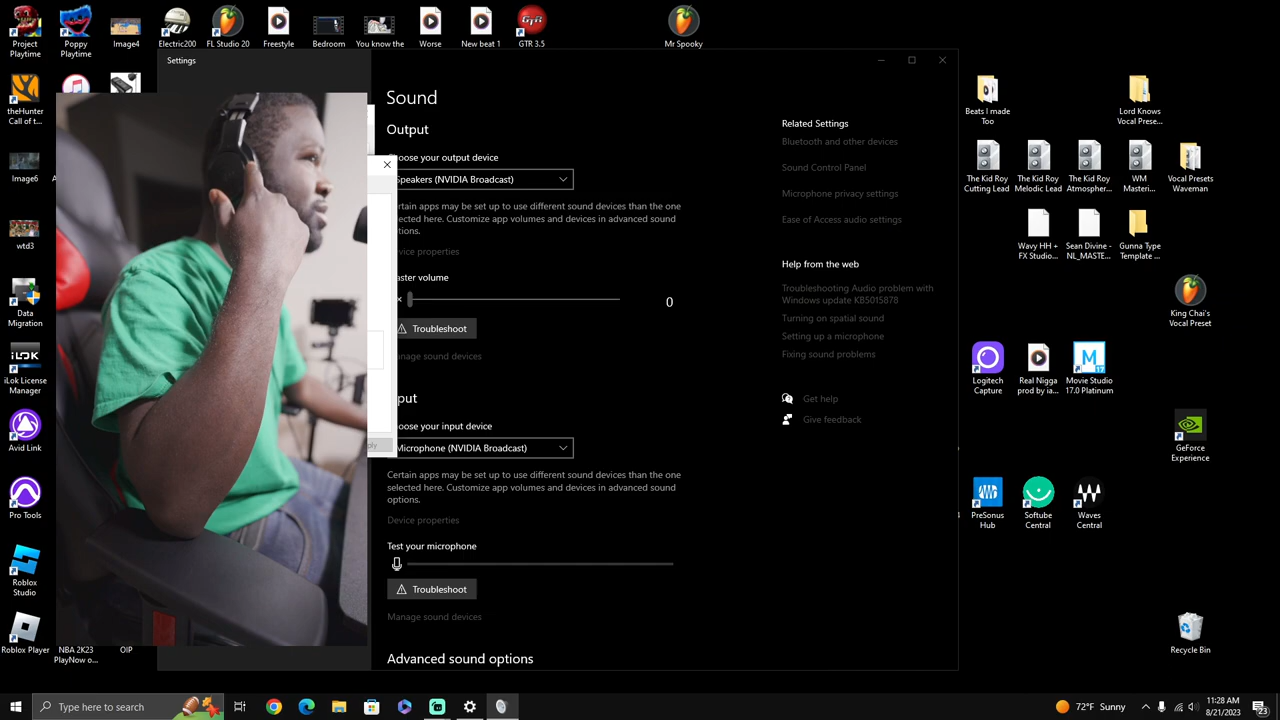 Project
Playtime
Poppy
Playtime
Image4
Electric200
FL Studio 20
Freestyle
Bedroom
You know the
Worse
New beat 1
GTR 3.5
Mr Spooky
theHunter
Call of t...
Image6
wtd3
Data
Migration
iLOK
iLok License
Manager
Avid Link
Pro Tools
Roblox
Studio
Roblox Player
NBA 2K23
PlayNow o...
OIP
Settings
Sound
Output
hoose your output device
Speakers (NVIDIA Broadcast)
ertain apps may be set up to use different sound devices than the one
elected here. Customize app volumes and devices in advanced sound
ptions.
evice properties
aster volume
0
Troubleshoot
anage sound devices
put
oose your input device
Microphone (NVIDIA Broadcast)
Certain apps may be set up to use different sound devices than the one
selected here. Customize app volumes and devices in advanced sound
options.
Device properties
Test your microphone
Troubleshoot
Manage sound devices
Advanced sound options
Related Settings
Bluetooth and other devices
Sound Control Panel
Microphone privacy settings
Ease of Access audio settings
Help from the web
Troubleshooting Audio problem with
Windows update KB5015878
Turning on spatial sound
Setting up a microphone
Fixing sound problems
Get help
Give feedback
Beats I made
Too
Lord Knows
Vocal Prese...
The Kid Roy
Cutting Lead
The Kid Roy
Melodic Lead
The Kid Roy
Atmospher...
WM
Masteri...
Vocal Presets
Waveman
Wavy HH +
FX Studio...
Sean Divine -
NL_MASTE...
Gunna Type
Template ...
King Chai's
Vocal Preset
Logitech
Capture
Real Nigga
prod by ia...
Movie Studio
17.0 Platinum
GeForce
Experience
PreSonus
Hub
Softube
Central
Waves
Central
Recycle Bin
Type here to search
72°F Sunny
11:28 AM
8/21/2023
23